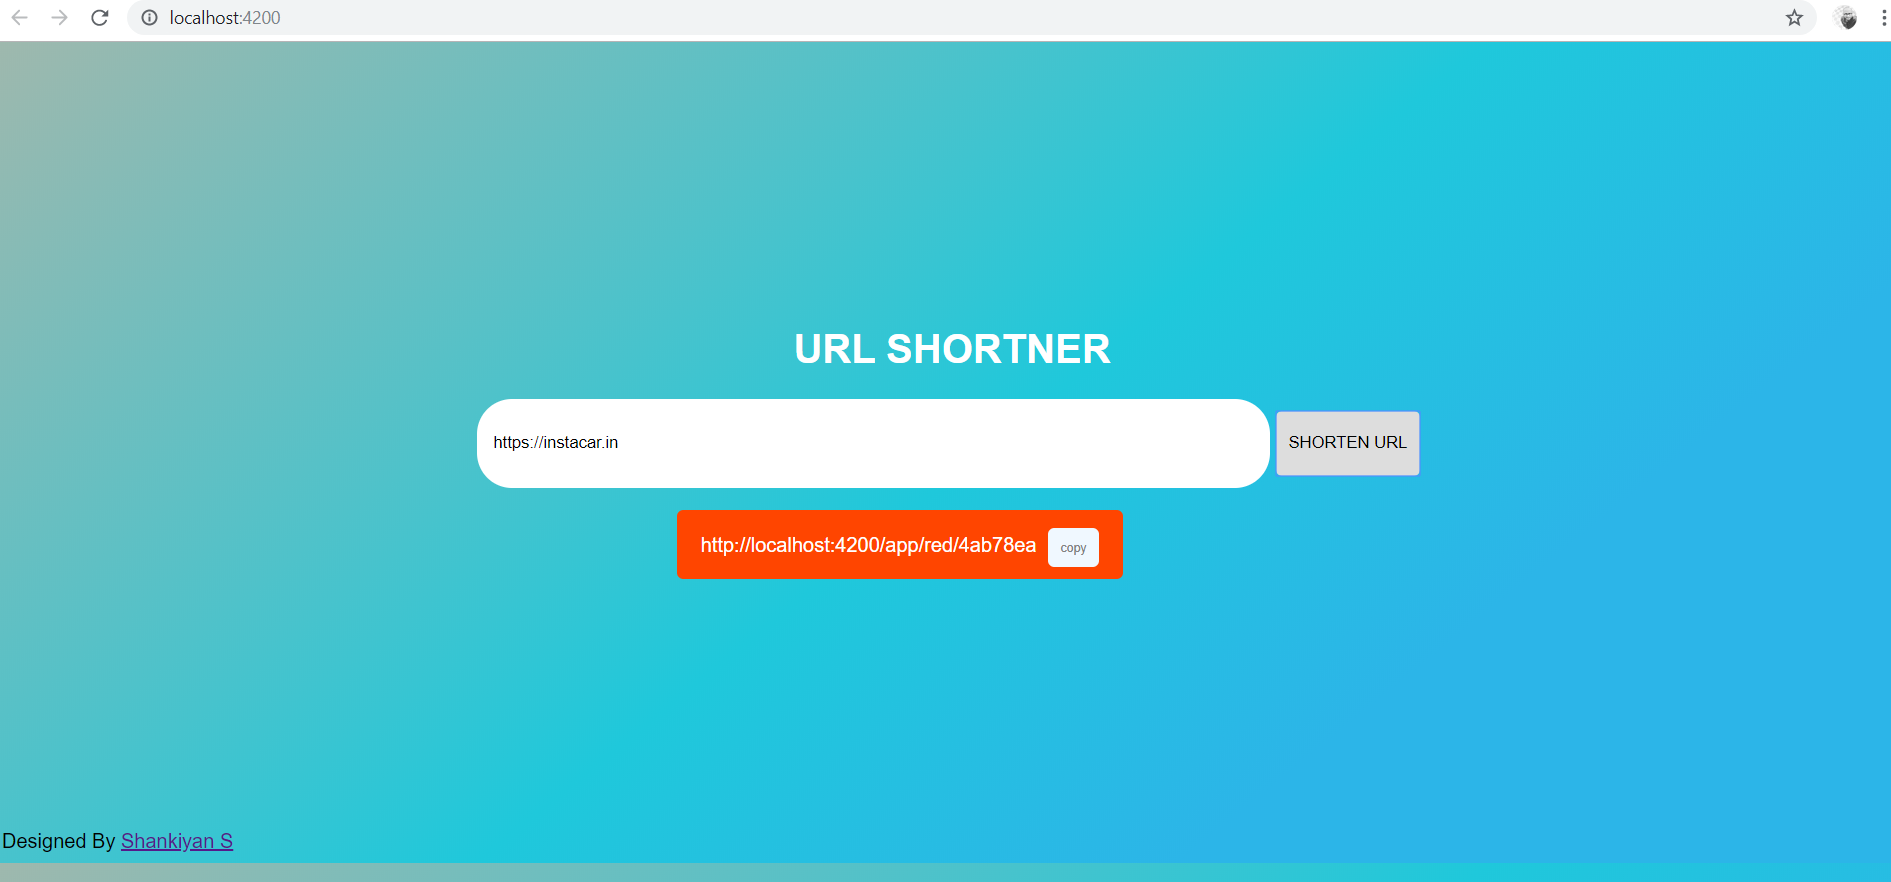 localhost:4200
URL SHORTNER
https://instacar.in
SHORTEN URL
http://localhost:4200/app/red/4ab78ea
copy
Designed By Shankiyan S